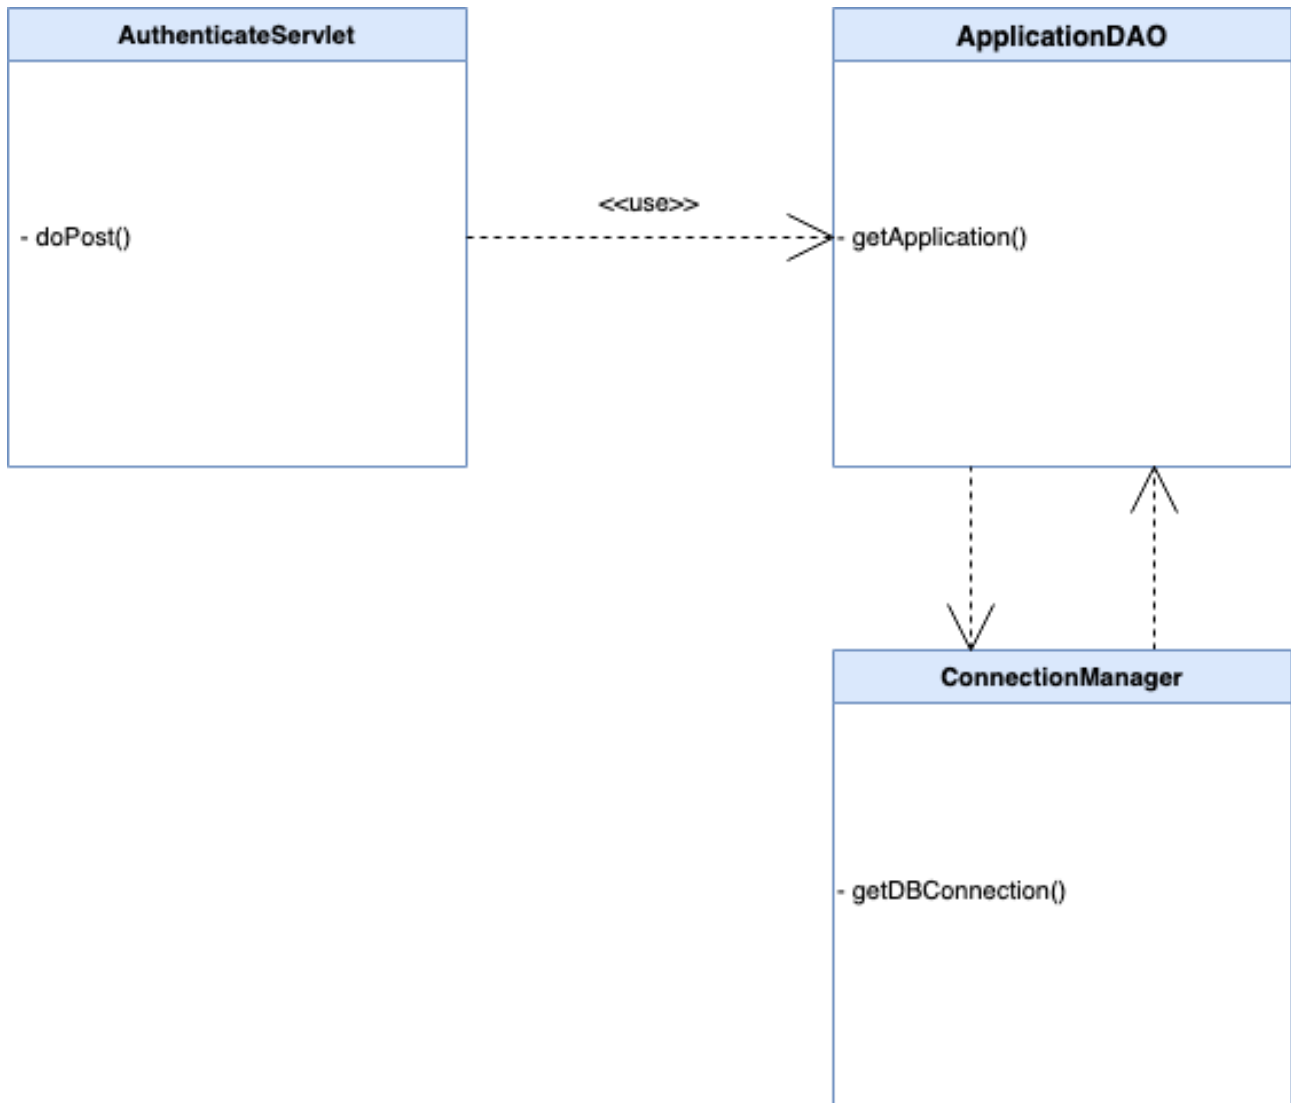 AuthenticateServlet
ApplicationDAO
<<use>>
- doPost()
- getApplication()
ConnectionManager
- getDBConnection()